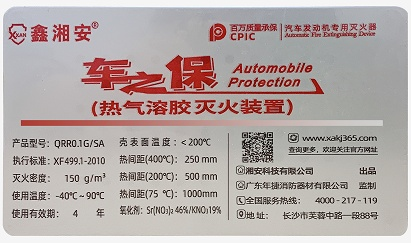 鑫湘安®
XXAN
百万质量承保
CPIC
汽车发动机专用灭火器
Automatic Fire Extinguishing Device
车之保
Automobile
Protection
(热气溶胶灭火装置)
产品型号: QRR0.1G/SA
执行标准: XF499.1-2010
灭火密度: 150 g/m³
使用温度: -40℃~90℃
使用有效期: 4 年
壳表面温度: <200℃
热间距(400℃) 250 mm
热间距(200℃) 500 mm
热间距(75 ℃) 1000mm
氧化剂: Sr(NO₃)₂ 46%/KNO₃19%
www.xakj365.com
查询更多，欢迎关注官方网站
湘安科技有限公司 出品
广东年捷消防器材有限公司 监制
全国服务热线: 4000-217-119
地址: 长沙市芙蓉中路一段88号